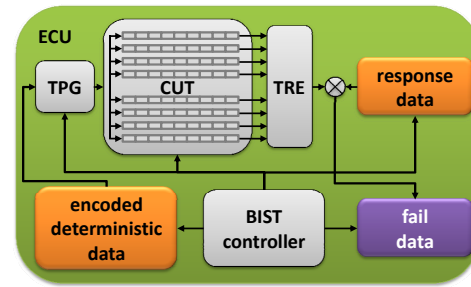 ECU
TPG
CUT
TRE
response
data
encoded
deterministic
data
BIST
controller
fail
data